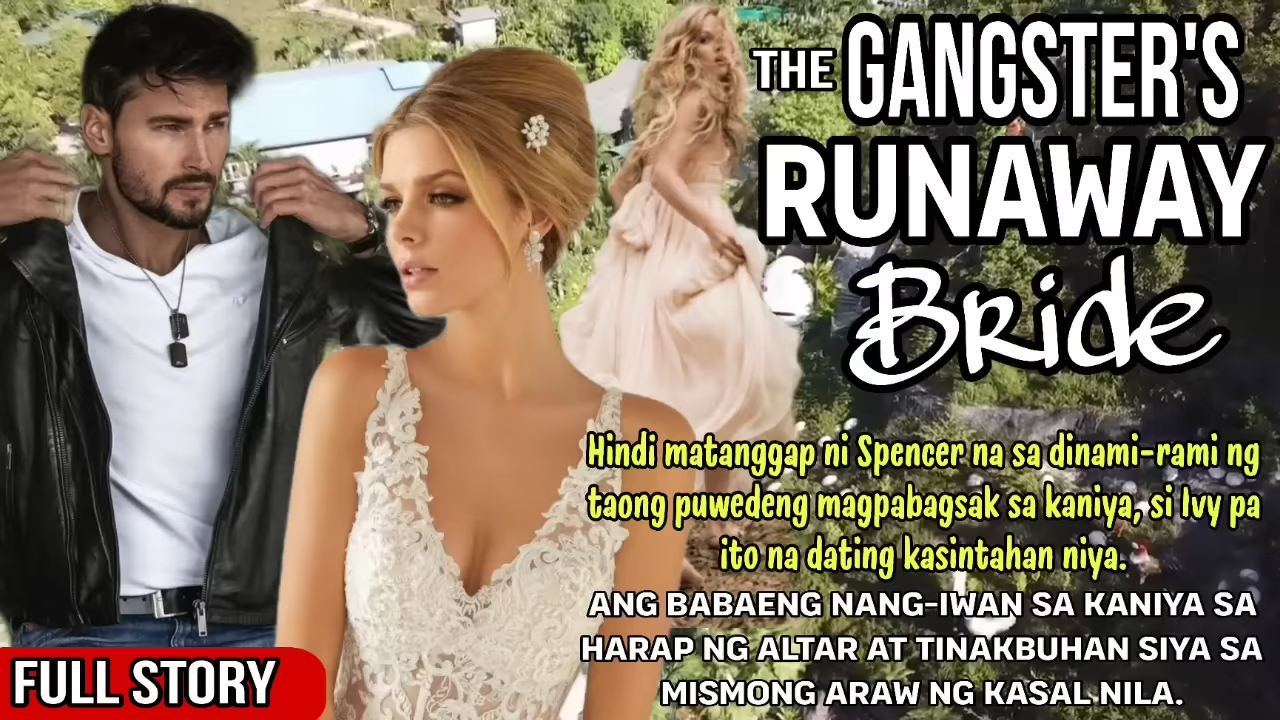 THE GANGSTER'S
RUNAWAY
Bride
Hindi matanggap ni Spencer na sa dinami-rami ng
taong puwedeng magpabagsak sa kaniya, si Ivy pa
ito na dating kasintahan niya.
ANG BABAENG NANG-IWAN SA KANIYA SA
HARAP NG ALTAR AT TINAKBUHAN SIYA SA
MISMONG ARAW NG KASAL NILA.
FULL STORY